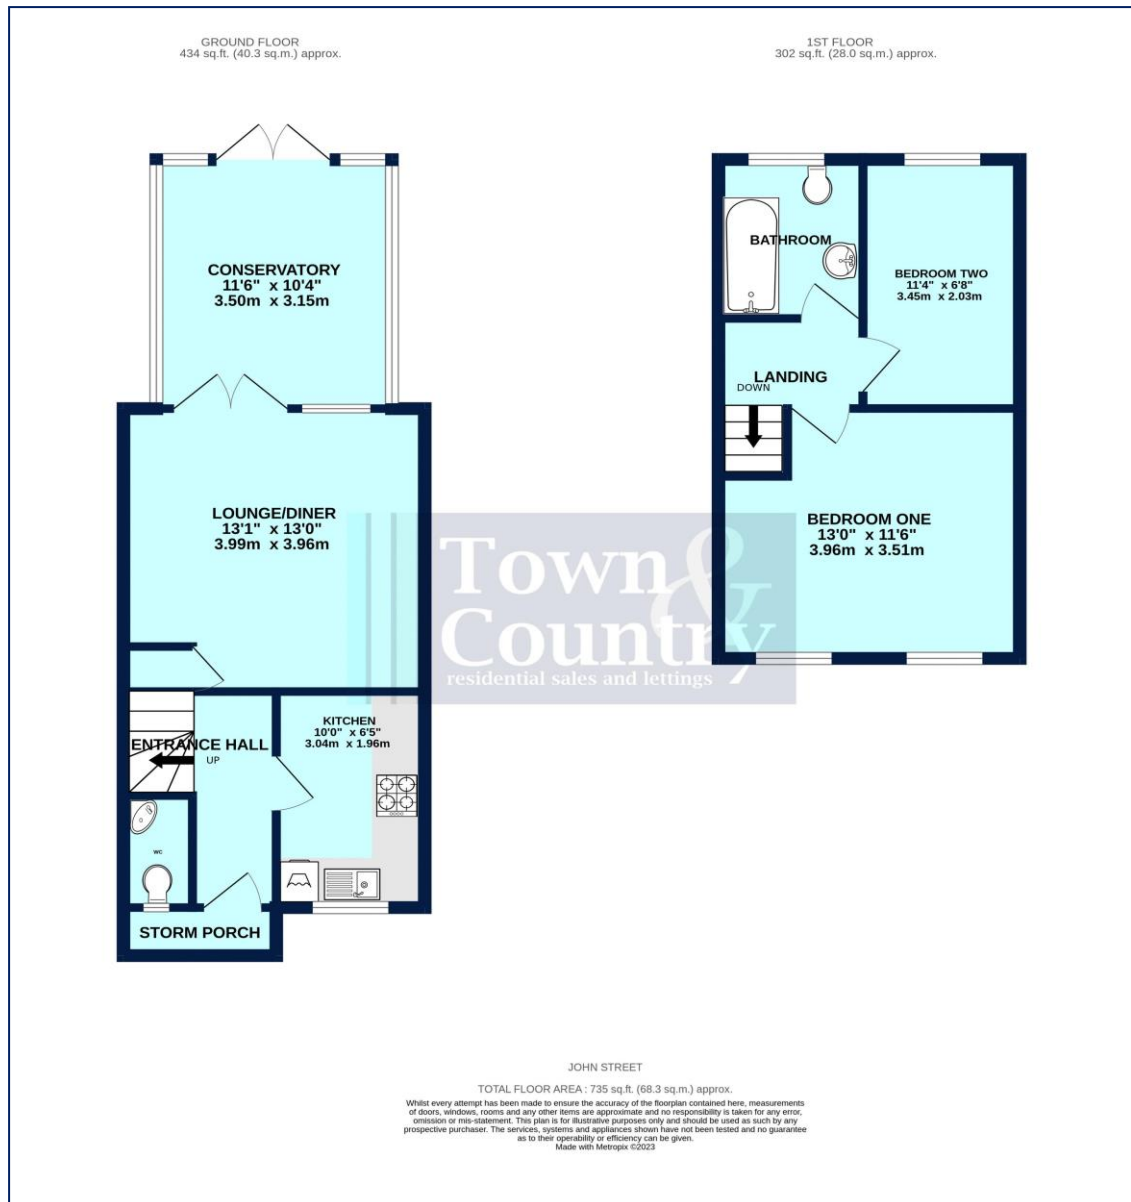 GROUND FLOOR
434 sq.ft. (40.3 sq.m.) approx.
1ST FLOOR
302 sq.ft. (28.0 sq.m.) approx.
CONSERVATORY
11'6" x 10'4"
3.50m x 3.15m
LOUNGE/DINER
13'1" x 13'0"
3.99m x 3.96m
KITCHEN
10'0" x 6'5"
3.04m x 1.96m
ENTRANCE HALL
UP
WC
STORM PORCH
BATHROOM
BEDROOM TWO
11'4" x 6'8"
3.45m x 2.03m
LANDING
DOWN
BEDROOM ONE
13'0" x 11'6"
3.96m x 3.51m
Town &
Country
residential sales and lettings
JOHN STREET
TOTAL FLOOR AREA : 735 sq.ft. (68.3 sq.m.) approx.
Whilst every attempt has been made to ensure the accuracy of the floorplan contained here, measurements
of doors, windows, rooms and any other items are approximate and no responsibility is taken for any error,
omission or mis-statement. This plan is for illustrative purposes only and should be used as such by any
prospective purchaser. The services, systems and appliances shown have not been tested and no guarantee
as to their operability or efficiency can be given.
Made with Metropix ©2023